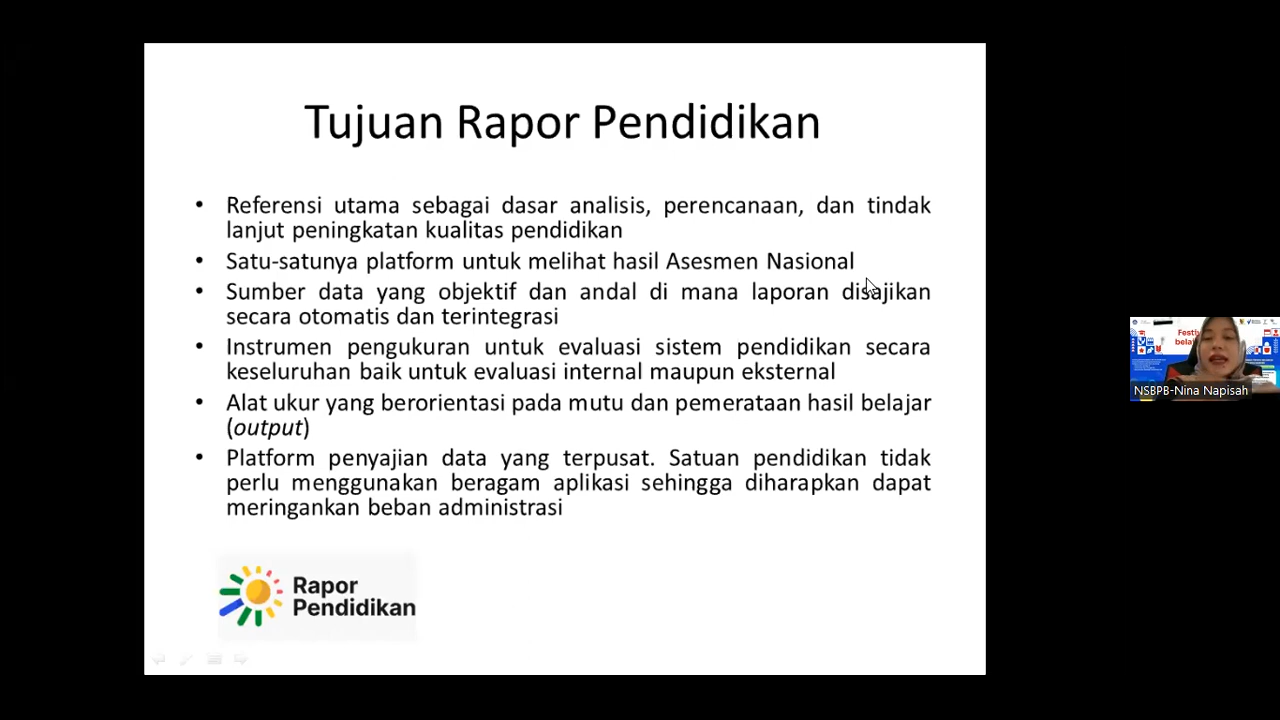 Tujuan Rapor Pendidikan
• Referensi utama sebagai dasar analisis, perencanaan, dan tindak
lanjut peningkatan kualitas pendidikan
• Satu-satunya platform untuk melihat hasil Asesmen Nasional
• Sumber data yang objektif dan andal di mana laporan disajikan
secara otomatis dan terintegrasi
• Instrumen pengukuran untuk evaluasi sistem pendidikan secara
keseluruhan baik untuk evaluasi internal maupun eksternal
• Alat ukur yang berorientasi pada mutu dan pemerataan hasil belajar
(output)
• Platform penyajian data yang terpusat. Satuan pendidikan tidak
perlu menggunakan beragam aplikasi sehingga diharapkan dapat
meringankan beban administrasi
Rapor
Pendidikan
NSBPB-Nina Napisah